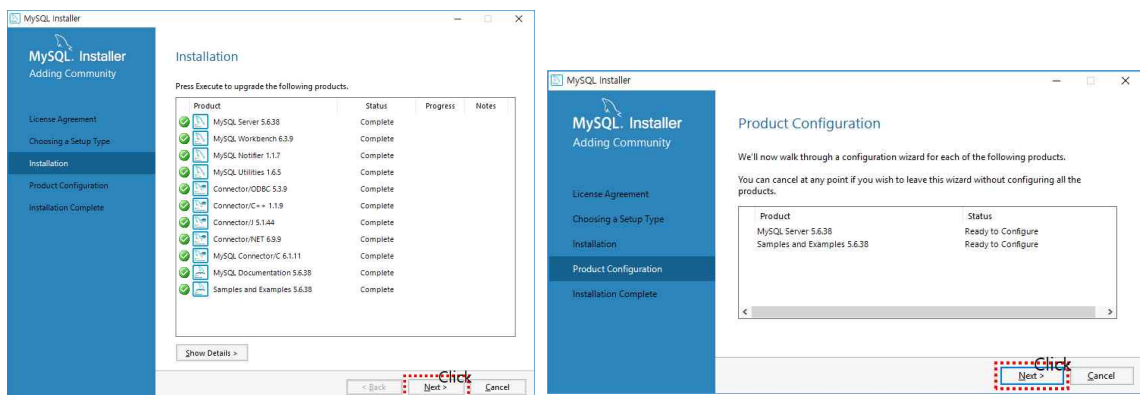 MySQL Installer
MySQL. Installer
Adding Community
License Agreement
Choosing a Setup Type
Installation
Product Configuration
Installation Complete
Installation
Press Execute to upgrade the following products.
Product Status Progress Notes
MySQL Server 5.6.38 Complete
MySQL Workbench 6.3.9 Complete
MySQL Notifier 1.1.7 Complete
MySQL Utilities 1.6.5 Complete
Connector/ODBC 5.3.9 Complete
Connector/C++ 1.1.9 Complete
Connector/J 5.1.44 Complete
Connector/NET 6.9.9 Complete
MySQL Connector/C 6.1.11 Complete
MySQL Documentation 5.6.38 Complete
Samples and Examples 5.6.38 Complete
Show Details >
Click
< Back Next > Cancel
MySQL Installer
MySQL. Installer
Adding Community
License Agreement
Choosing a Setup Type
Installation
Product Configuration
Installation Complete
Product Configuration
We'll now walk through a configuration wizard for each of the following products.
You can cancel at any point if you wish to leave this wizard without configuring all the
products.
Product Status
MySQL Server 5.6.38 Ready to Configure
Samples and Examples 5.6.38 Ready to Configure
Click
Next > Cancel